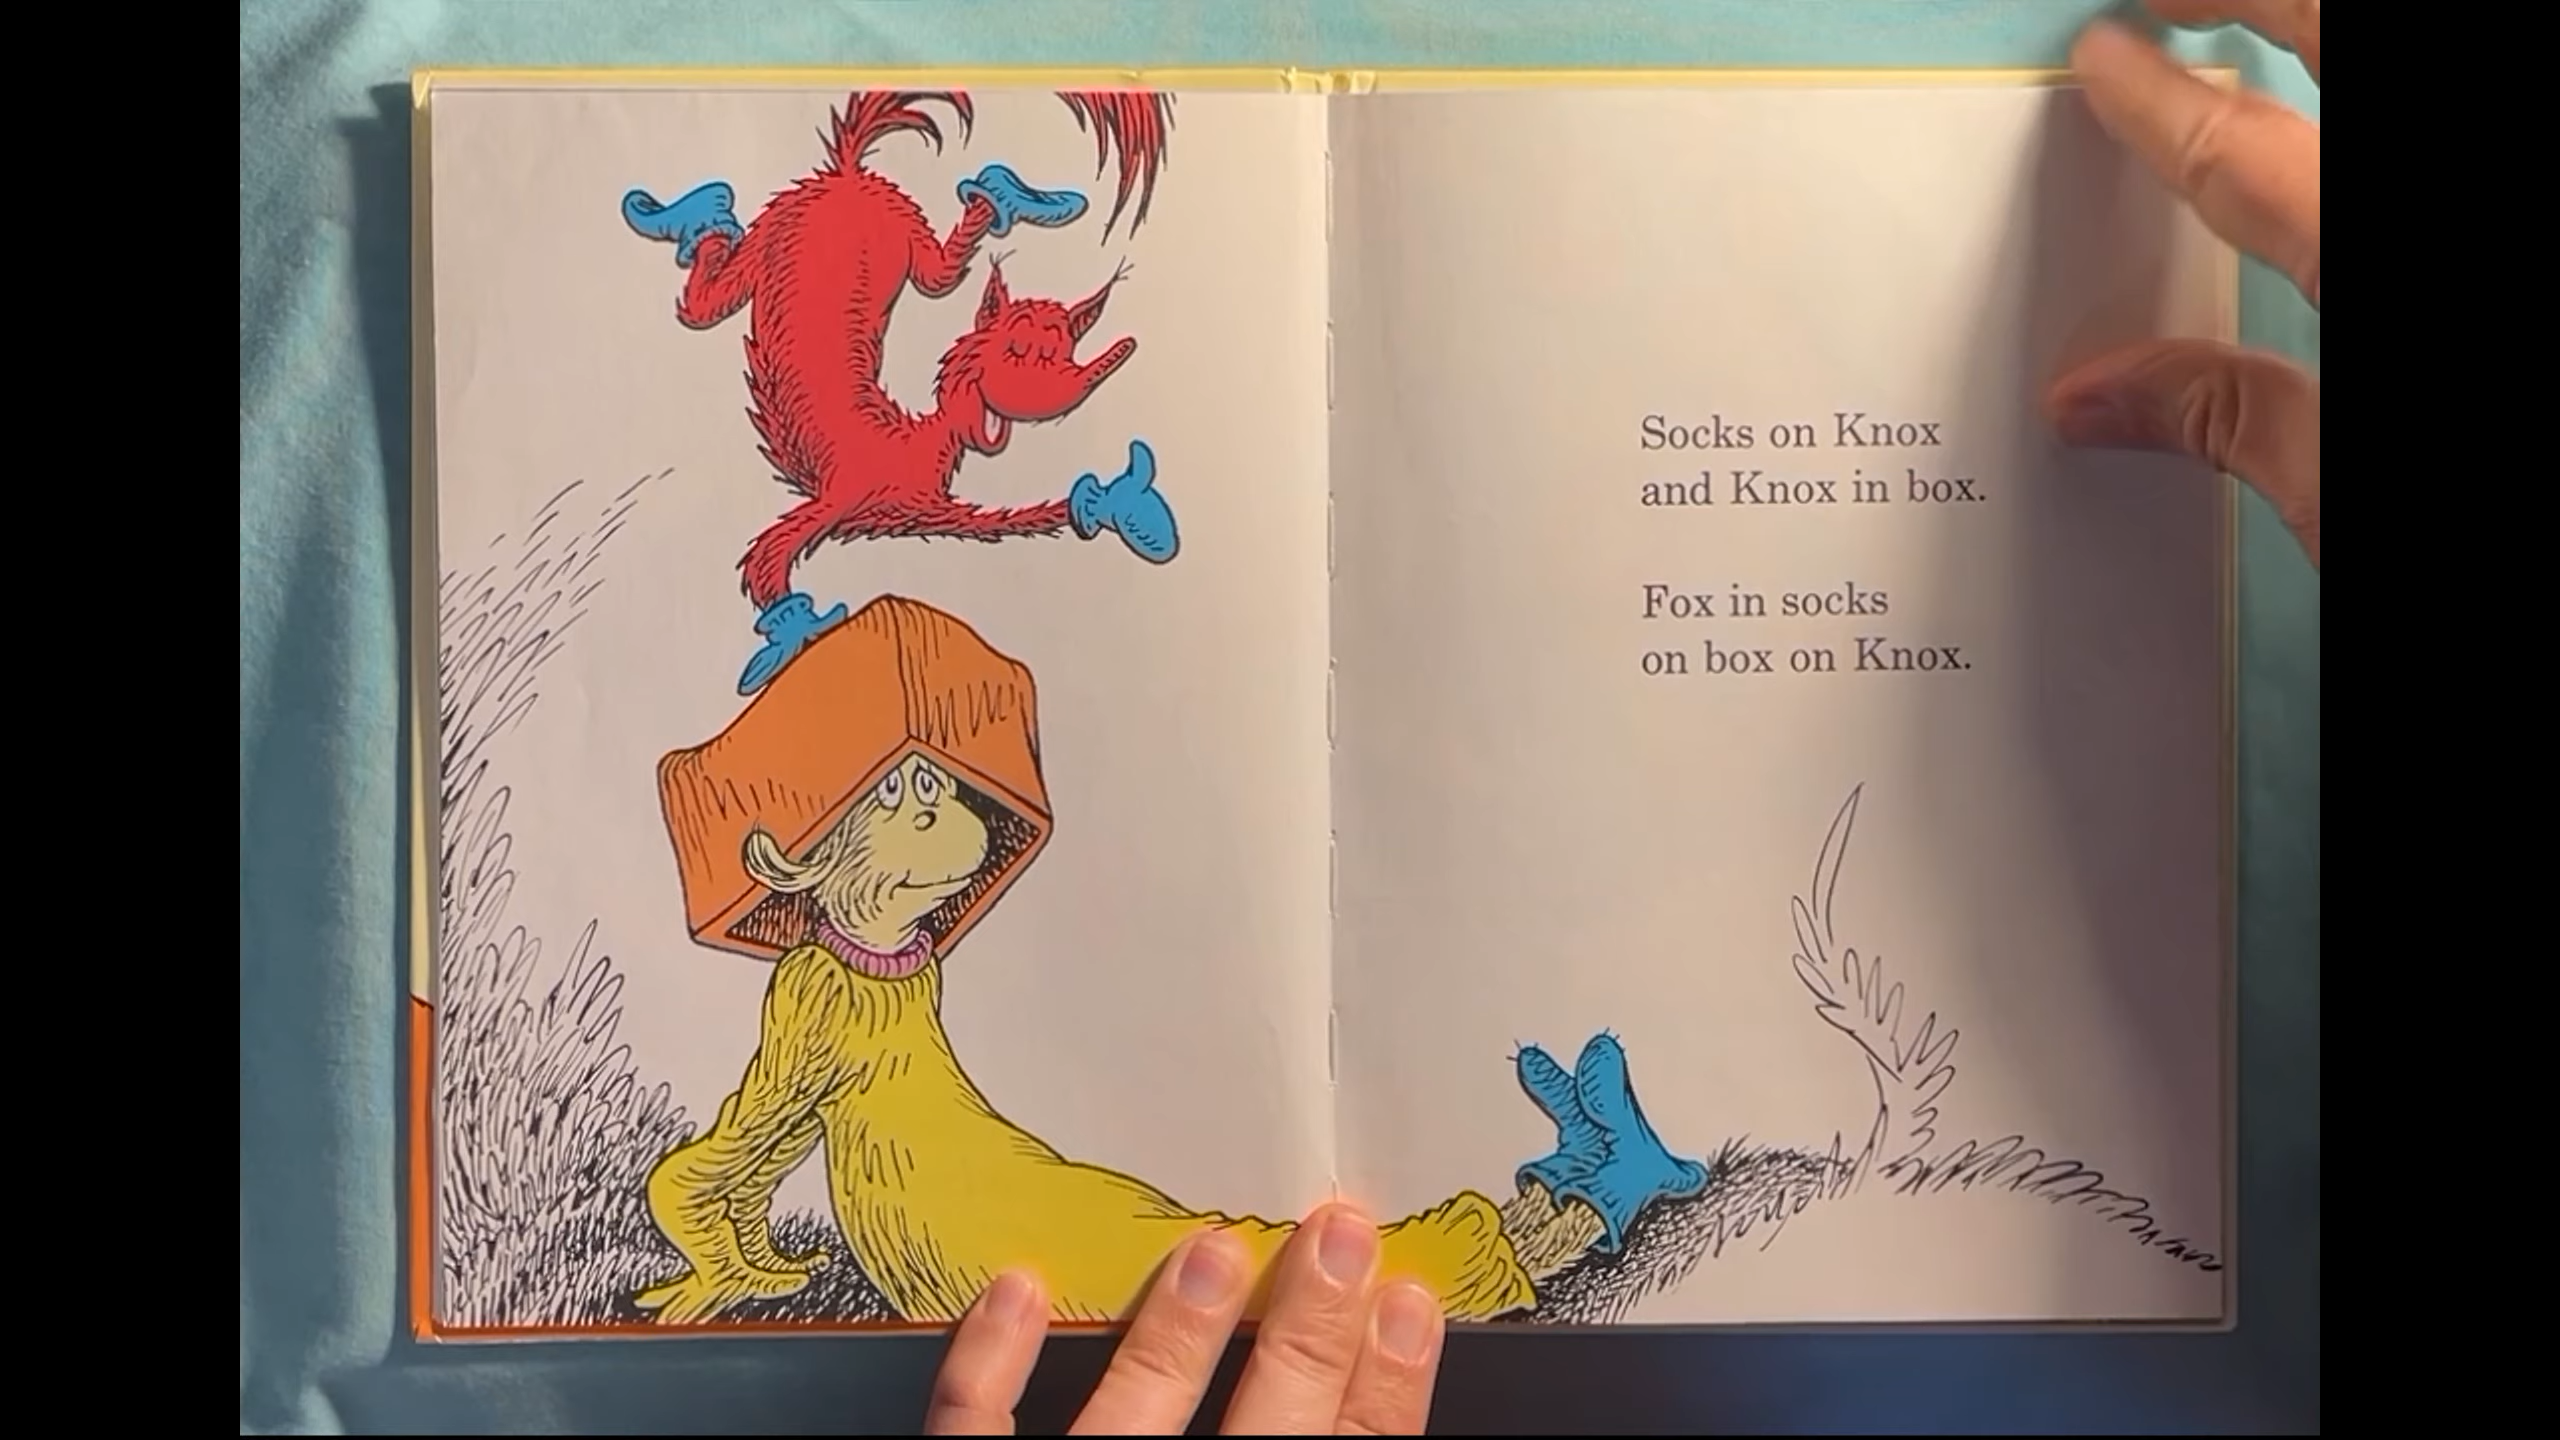 Socks on Knox
and Knox in box.
Fox in socks
on box on Knox.